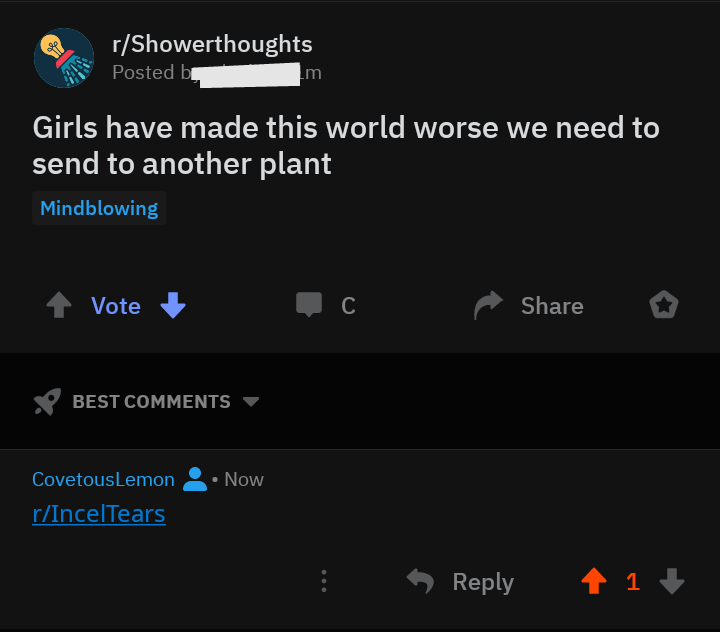 r/Showerthoughts
Posted b
m
Girls have made this world worse we need to
send to another plant
Mindblowing
Vote
C
Share
BEST COMMENTS
CovetousLemon • Now
r/IncelTears
Reply
1